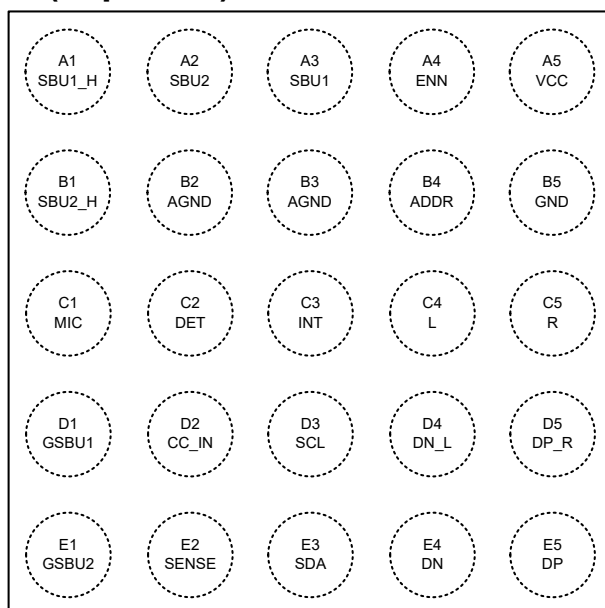 A1 A2 A3 A4 A5
SBU1_H SBU2 SBU1 ENN VCC
B1 B2 B3 B4 B5
SBU2_H AGND AGND ADDR GND
C1 C2 C3 C4 C5
MIC DET INT L R
D1 D2 D3 D4 D5
GSBU1 CC_IN SCL DN_L DP_R
E1 E2 E3 E4 E5
GSBU2 SENSE SDA DN DP